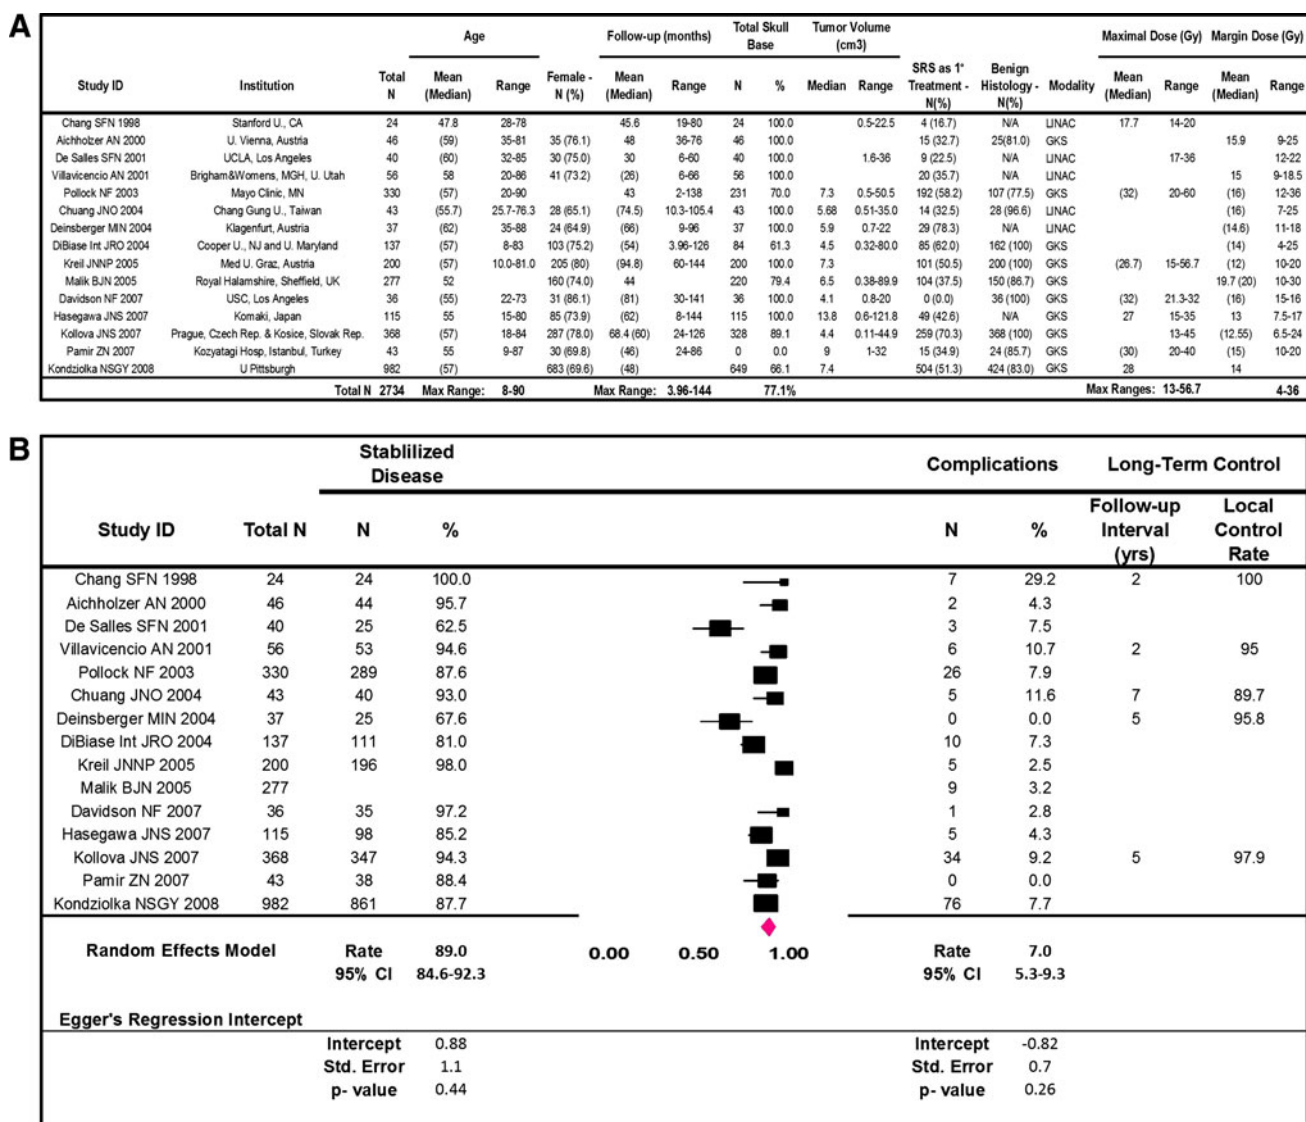 A
Age Follow-up (months) Total Skull Base Tumor Volume (cm3) Maximal Dose (Gy) Margin Dose (Gy)
Study ID Institution Total N Mean (Median) Range Female - N (%) Mean (Median) Range N % Median Range SRS as 1° Treatment - N(%) Benign Histology - N(%) Modality Mean (Median) Range Mean (Median) Range
Chang SFN 1998 Stanford U., CA 24 47.8 28-78 45.6 19-80 24 100.0 0.5-22.5 4 (16.7) N/A LINAC 17.7 14-20
Aichholzer AN 2000 U. Vienna, Austria 46 (59) 35-81 35 (76.1) 48 36-76 46 100.0 15 (32.7) 25(81.0) GKS 15.9 9-25
De Salles SFN 2001 UCLA, Los Angeles 40 (60) 32-85 30 (75.0) 30 6-60 40 100.0 1.6-36 9 (22.5) N/A LINAC 17-36 12-22
Villavicencio AN 2001 Brigham&Womens, MGH, U. Utah 56 58 20-86 41 (73.2) (26) 6-66 56 100.0 20 (35.7) N/A LINAC 15 9-18.5
Pollock NF 2003 Mayo Clinic, MN 330 (57) 20-90 43 2-138 231 70.0 7.3 0.5-50.5 192 (58.2) 107 (77.5) GKS (32) 20-60 (16) 12-36
Chuang JNO 2004 Chang Gung U., Taiwan 43 (55.7) 25.7-76.3 28 (65.1) (74.5) 10.3-105.4 43 100.0 5.68 0.51-35.0 14 (32.5) 28 (96.6) LINAC (16) 7-25
Deinsberger MIN 2004 Klagenfurt, Austria 37 (62) 35-88 24 (64.9) (66) 9-96 37 100.0 5.9 0.7-22 29 (78.3) LINAC (14.6) 11-18
DiBiase Int JRO 2004 Cooper U., NJ and U. Maryland 137 (57) 8-83 103 (75.2) (54) 3.96-126 84 61.3 4.5 0.32-80.0 85 (62.0) 162 (100) GKS (14) 4-25
Kreil JNNP 2005 Med U. Graz, Austria 200 (57) 10.0-81.0 205 (80) (94.8) 60-144 200 100.0 7.3 101 (50.5) 200 (100) GKS (26.7) 15-56.7 (12) 10-20
Malik BJN 2005 Royal Halamshire, Sheffield, UK 277 52 160 (74.0) 44 220 79.4 6.5 0.38-89.9 104 (37.5) 150 (86.7) GKS 19.7 (20) 10-30
Davidson NF 2007 USC, Los Angeles 36 (55) 22-73 31 (86.1) (81) 30-141 36 100.0 4.1 0.8-20 0 (0.0) 36 (100) GKS (32) 21.3-32 (16) 15-16
Hasegawa JNS 2007 Komaki, Japan 115 55 15-80 85 (73.9) (62) 8-144 115 100.0 13.8 0.6-121.8 49 (42.6) GKS 27 15-35 13 7.5-17
Kollova JNS 2007 Prague, Czech Rep. & Kosice, Slovak Rep. 368 (57) 18-84 287 (78.0) 68.4 (60) 24-126 328 89.1 4.4 0.11-44.9 259 (70.3) 368 (100) GKS 13-45 (12.55) 6.5-24
Pamir ZN 2007 Kozyatagi Hosp, Istanbul, Turkey 43 55 9-87 30 (69.8) (46) 24-86 0 0.0 9 1-32 15 (34.9) 24 (85.7) GKS (30) 20-40 (15) 10-20
Kondziolka NSGY 2008 U Pittsburgh 982 (57) 683 (69.6) (48) 649 66.1 7.4 504 (51.3) 424 (83.0) GKS 28 14
Total N 2734 Max Range: 8-90 Max Range: 3.96-144 77.1% Max Ranges: 13-56.7 4-36
B
Stablilized Disease Complications Long-Term Control
Study ID Total N N % N % Follow-up Interval (yrs) Local Control Rate
Chang SFN 1998 24 24 100.0 7 29.2 2 100
Aichholzer AN 2000 46 44 95.7 2 4.3
De Salles SFN 2001 40 25 62.5 3 7.5
Villavicencio AN 2001 56 53 94.6 6 10.7 2 95
Pollock NF 2003 330 289 87.6 26 7.9
Chuang JNO 2004 43 40 93.0 5 11.6 7 89.7
Deinsberger MIN 2004 37 25 67.6 0 0.0 5 95.8
DiBiase Int JRO 2004 137 111 81.0 10 7.3
Kreil JNNP 2005 200 196 98.0 5 2.5
Malik BJN 2005 277 9 3.2
Davidson NF 2007 36 35 97.2 1 2.8
Hasegawa JNS 2007 115 98 85.2 5 4.3
Kollova JNS 2007 368 347 94.3 34 9.2 5 97.9
Pamir ZN 2007 43 38 88.4 0 0.0
Kondziolka NSGY 2008 982 861 87.7 76 7.7
Random Effects Model Rate 89.0 0.00 0.50 1.00 Rate 7.0
95% CI 84.6-92.3 95% CI 5.3-9.3
Egger's Regression Intercept
Intercept 0.88 Intercept -0.82
Std. Error 1.1 Std. Error 0.7
p- value 0.44 p- value 0.26